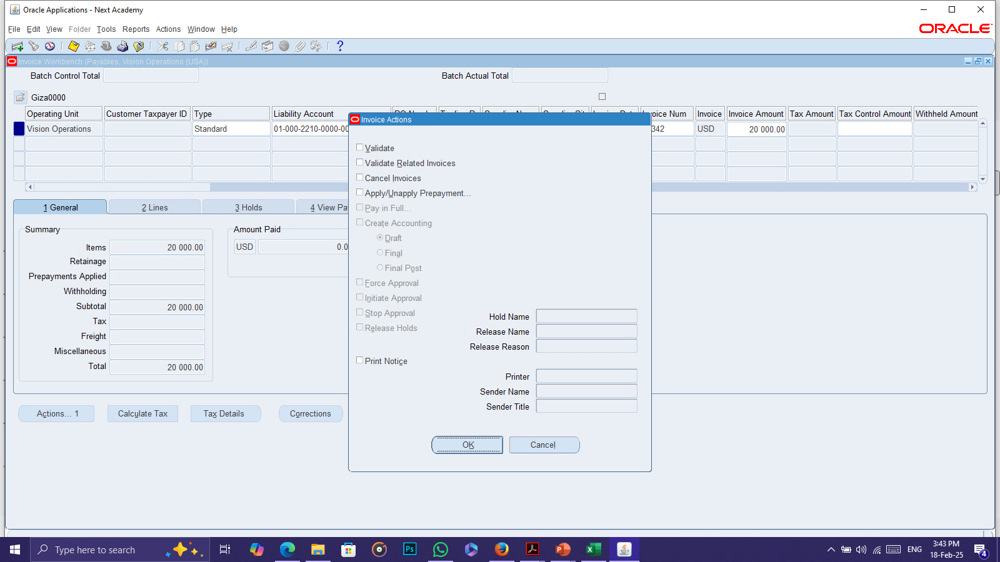 Oracle Applications - Next Academy
File Edit View Folder Tools Reports Actions Window Help
ORACLE
Invoice Workbench (Payables, Vision Operations (USA))
Batch Control Total Batch Actual Total
Giza0000
Operating Unit Customer Taxpayer ID Type Liability Account Invoice Num Invoice Invoice Amount Tax Amount Tax Control Amount Withheld Amount
Vision Operations Standard 01-000-2210-0000-00 342 USD 20 000.00
Invoice Actions
Validate
Validate Related Invoices
Cancel Invoices
Apply/Unapply Prepayment...
Pay in Full...
Create Accounting
Draft
Final
Final Post
Force Approval
Initiate Approval
Stop Approval
Release Holds
Hold Name
Release Name
Release Reason
Print Notice
Printer
Sender Name
Sender Title
OK Cancel
1 General 2 Lines 3 Holds 4 View Pa
Summary
Items 20 000.00
Retainage
Prepayments Applied
Withholding
Subtotal 20 000.00
Tax
Freight
Miscellaneous
Total 20 000.00
Amount Paid
USD 0.0
Actions... 1 Calculate Tax Tax Details Corrections
Type here to search
Ps
ENG
3:43 PM
18-Feb-25
4